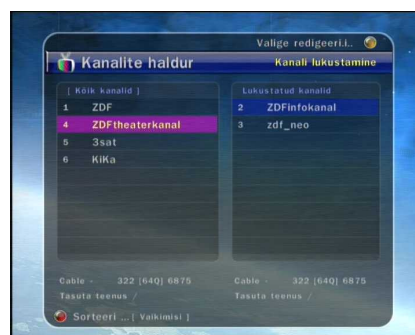 Valige redigeeri.i..
Kanalite haldur
Kanali lukustamine
[ Kõik kanalid ]
1 ZDF
4 ZDFtheaterkanal
5 3sat
6 KiKa
Lukustatud kanalid
2 ZDFinfokanal
3 zdf_neo
Cable - 322 [64Q] 6875
Tasuta teenus /
Cable - 322 [64Q] 6875
Tasuta teenus /
Sorteeri ...[ Vaikimisi ]